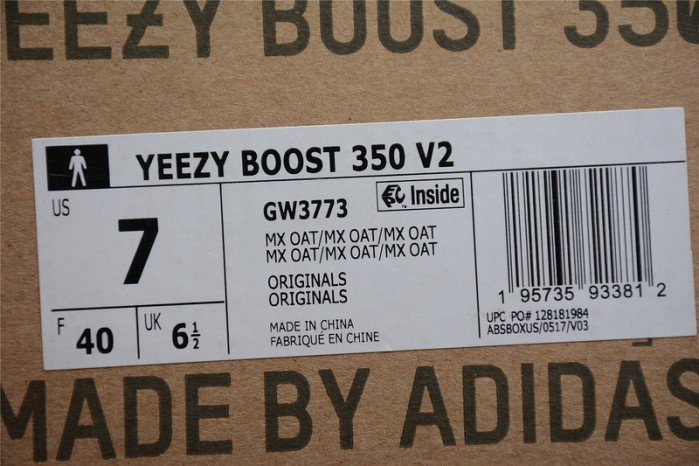 YEEZY BOOST 350
YEEZY BOOST 350 V2
US
7
F
40
UK
6½
GW3773
Inside
MX OAT/MX OAT/MX OAT
MX OAT/MX OAT/MX OAT
ORIGINALS
ORIGINALS
MADE IN CHINA
FABRIQUÉ EN CHINE
1 95735 93381 2
UPC PO# 128181984
ABSBOXUS/0517/V03
MADE BY ADIDAS